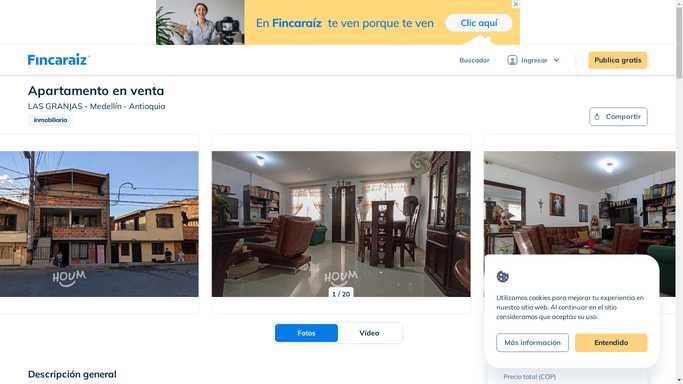 En Fincaraíz te ven porque te ven
Clic aquí
Fincaraíz
Buscador
Ingresar
Publica gratis
Apartamento en venta
LAS GRANJAS - Medellín - Antioquia
Inmobiliaria
Compartir
HOUM
HOUM
1 / 20
Fotos
Vídeo
Utilizamos cookies para mejorar tu experiencia en
nuestro sitio web. Al continuar en el sitio
consideramos que aceptas su uso.
Más información
Entendido
Descripción general
Precio total (COP)